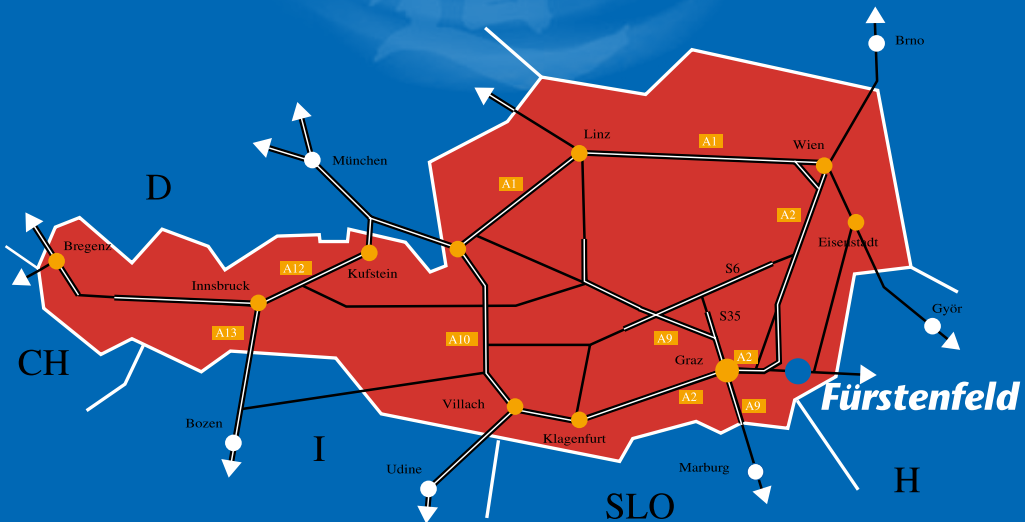 Brno
Linz
A1
Wien
München
D
A1
A2
Bregenz
Eisenstadt
A12
Kufstein
S6
Innsbruck
Györ
S35
A13
A10
A9
CH
Graz
A2
Fürstenfeld
Villach
A2
A9
Bozen
Klagenfurt
I
Udine
Marburg
H
SLO